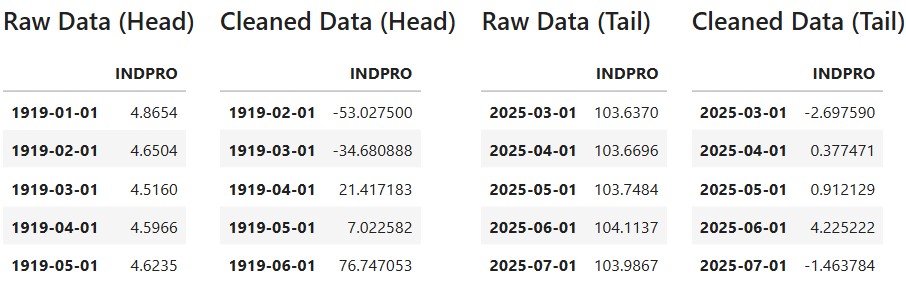 Raw Data (Head) Cleaned Data (Head) Raw Data (Tail) Cleaned Data (Tail)
INDPRO INDPRO INDPRO INDPRO
1919-01-01 4.8654 1919-02-01 -53.027500 2025-03-01 103.6370 2025-03-01 -2.697590
1919-02-01 4.6504 1919-03-01 -34.680888 2025-04-01 103.6696 2025-04-01 0.377471
1919-03-01 4.5160 1919-04-01 21.417183 2025-05-01 103.7484 2025-05-01 0.912129
1919-04-01 4.5966 1919-05-01 7.022582 2025-06-01 104.1137 2025-06-01 4.225222
1919-05-01 4.6235 1919-06-01 76.747053 2025-07-01 103.9867 2025-07-01 -1.463784